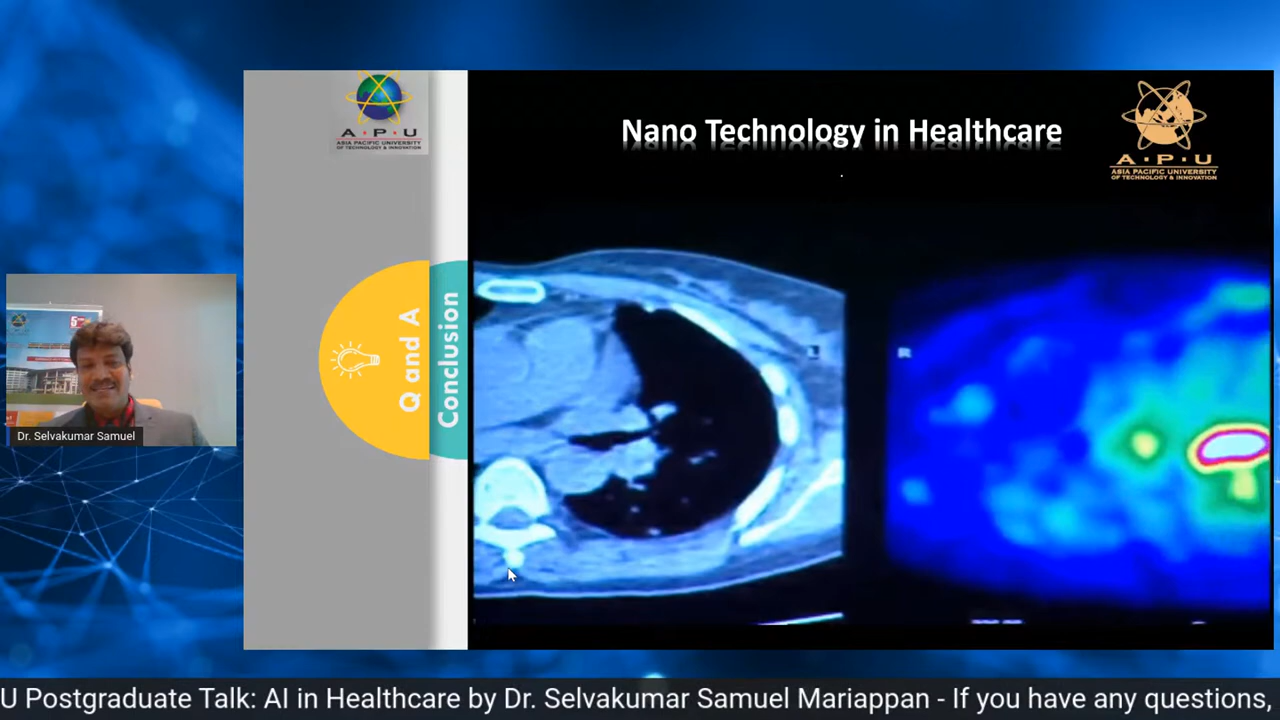 A • P • U
ASIA PACIFIC UNIVERSITY
OF TECHNOLOGY & INNOVATION
Nano Technology in Healthcare
A • P • U
ASIA PACIFIC UNIVERSITY
OF TECHNOLOGY & INNOVATION
Q and A
Conclusion
R
Dr. Selvakumar Samuel
U Postgraduate Talk: AI in Healthcare by Dr. Selvakumar Samuel Mariappan - If you have any questions,